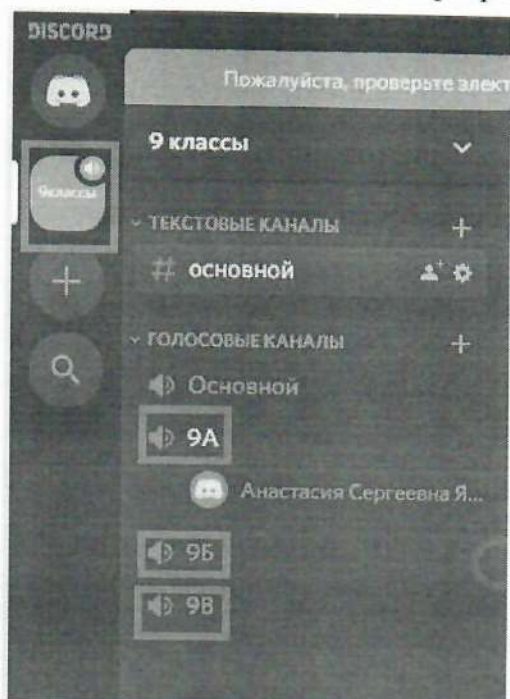 DISCORD
Пожалуйста, проверьте элект
9 классы
9классы
ТЕКСТОВЫЕ КАНАЛЫ
# основной
ГОЛОСОВЫЕ КАНАЛЫ
Основной
9А
Анастасия Сергеевна Я...
9Б
9В